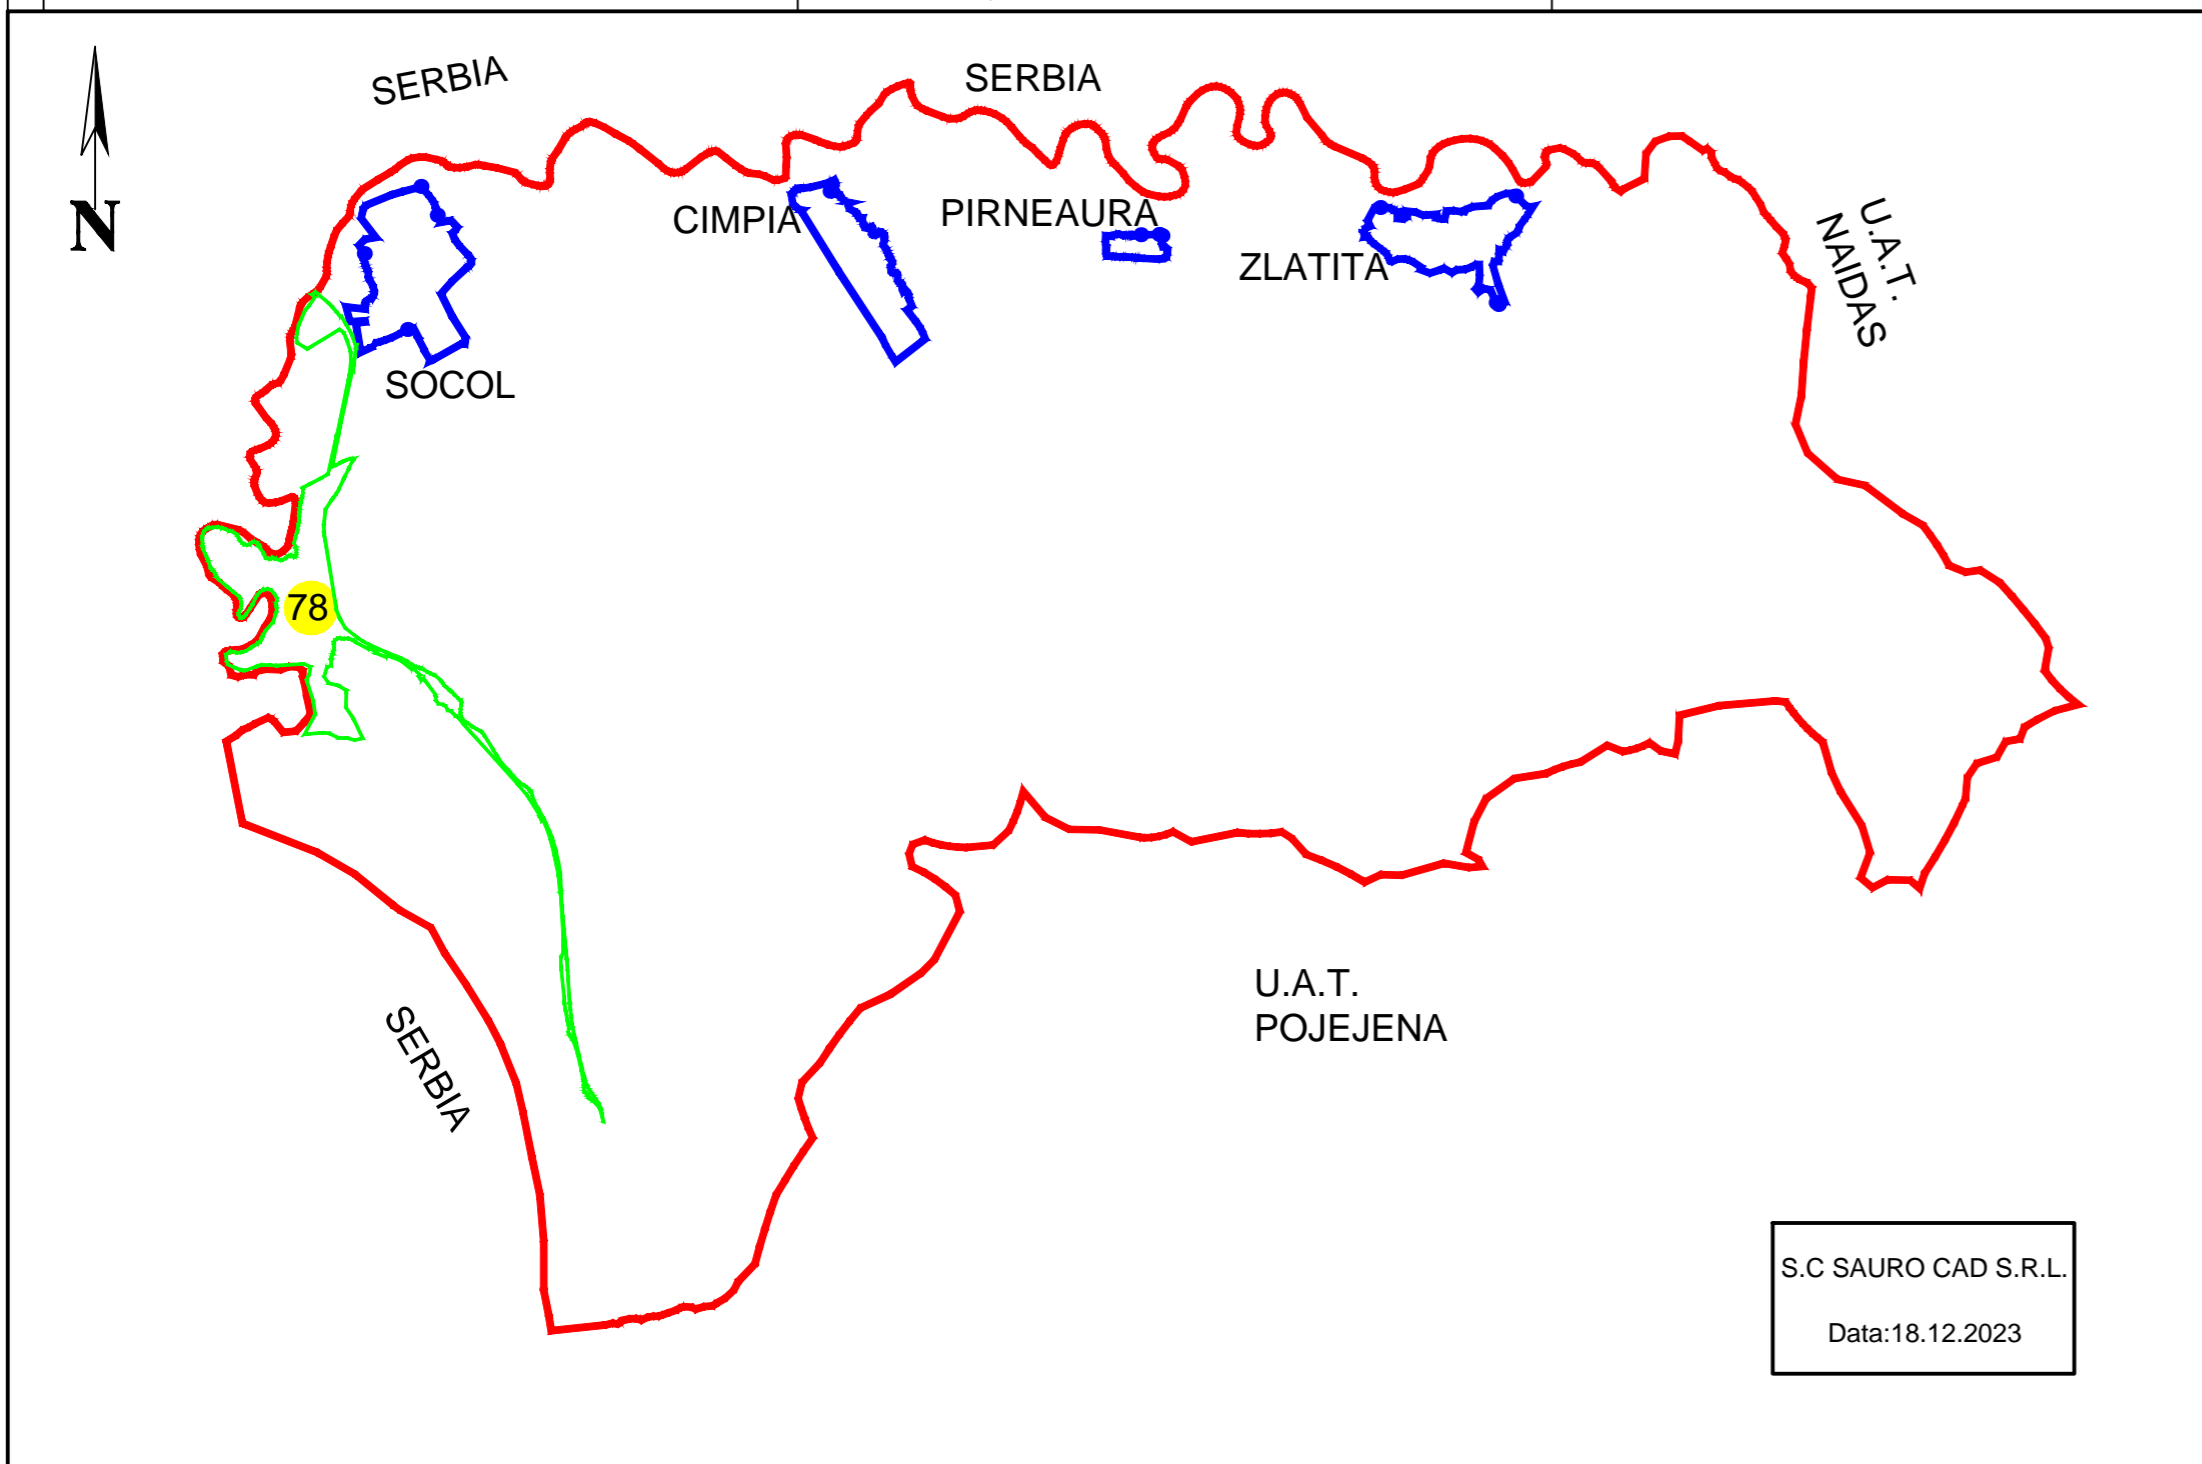 SERBIA
SERBIA
N
CIMPIA
PIRNEAURA
ZLATITA
U.A.T.
NAIDAS
SOCOL
78
U.A.T.
POJEJENA
SERBIA
S.C SAURO CAD S.R.L.
Data:18.12.2023